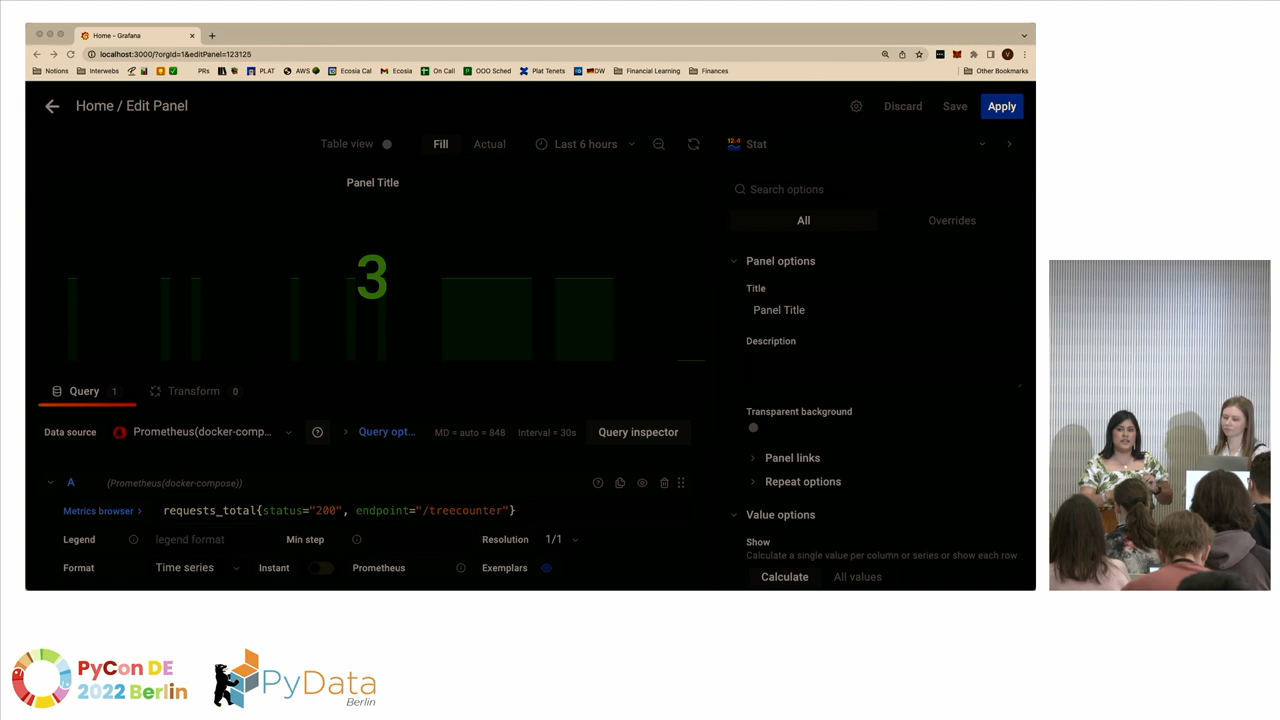 Home - Grafana
localhost:3000/?orgId=1&editPanel=123125
Notions Interwebs PRs PLAT AWS Ecosia Cal Ecosia On Call OOO Sched Plat Tenets DW Financial Learning Finances Other Bookmarks
Home / Edit Panel Discard Save Apply
Table view Fill Actual Last 6 hours 12.4 Stat
Panel Title
Search options
All Overrides
3
Panel options
Title
Panel Title
Description
Query 1 Transform 0
Transparent background
Data source Prometheus(docker-comp... Query opt... MD = auto = 848 Interval = 30s Query inspector
Panel links
Repeat options
A (Prometheus(docker-compose))
Metrics browser > requests_total{status="200", endpoint="/treecounter"}
Value options
Legend legend format Min step Resolution 1/1
Show
Calculate a single value per column or series or show each row
Format Time series Instant Prometheus Exemplars
Calculate All values
PyCon DE
2022 Berlin
PyData
Berlin